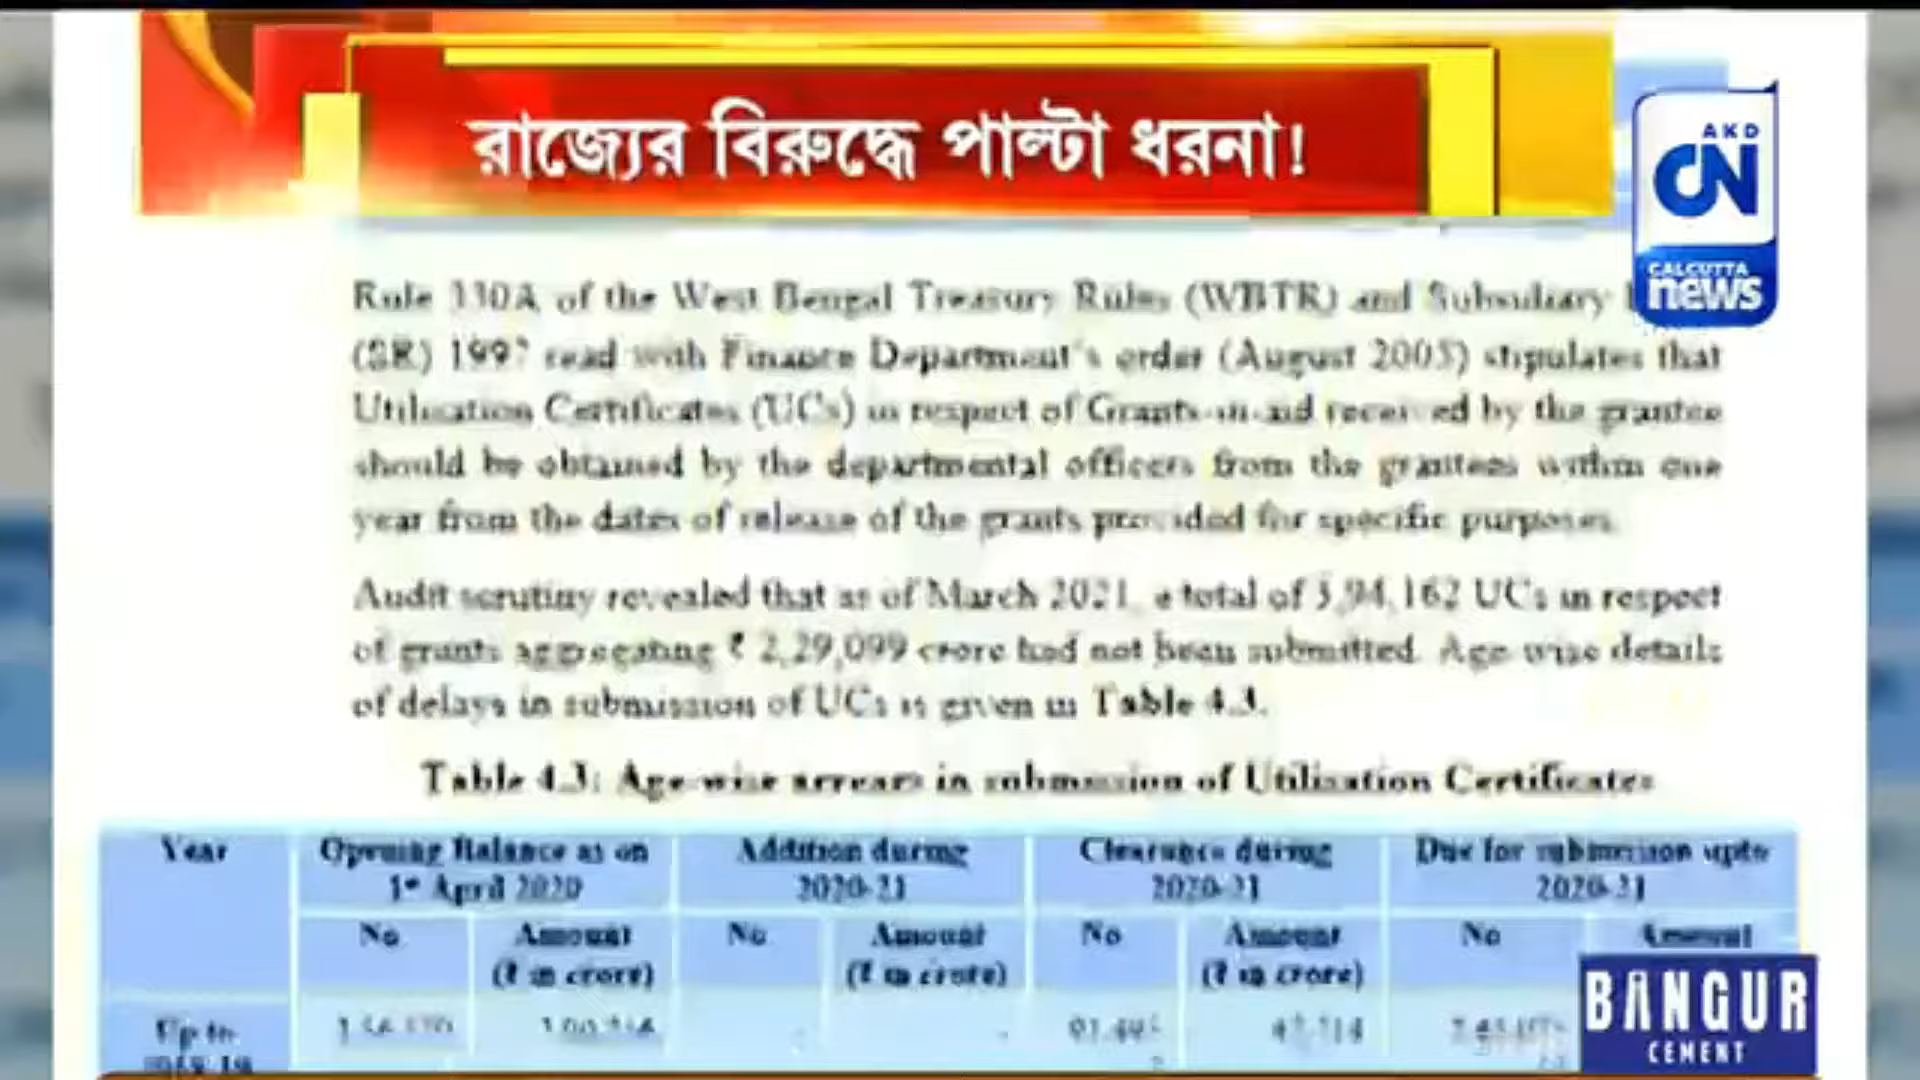 রাজ্যের বিরুদ্ধে পাল্টা ধরনা!
AKD
CN
CALCUTTA
news
Rule 330A of the West Bengal Treasury Rules (WBTR) and Subsidiary
(SR) 1997 read with Finance Department's order (August 2005) stipulates that
Utilisation Certificates (UCs) in respect of Grants-in-aid received by the grantee
should be obtained by the departmental officers from the grantees within one
year from the dates of release of the grants provided for specific purposes.
Audit scrutiny revealed that as of March 2021, a total of 3,94,162 UCs in respect
of grants aggregating ₹ 2,29,099 crore had not been submitted. Age-wise details
of delays in submission of UCs is given in Table 4.3.
Table 4.3: Age-wise arrears in submission of Utilisation Certificates
Year Opening Balance as on Addition during Clearance during Due for submission upto
1st April 2020 2020-21 2020-21 2020-21
No Amount No Amount No Amount No Amount
(₹ in crore) (₹ in crore) (₹ in crore)
Up to
BANGUR
CEMENT